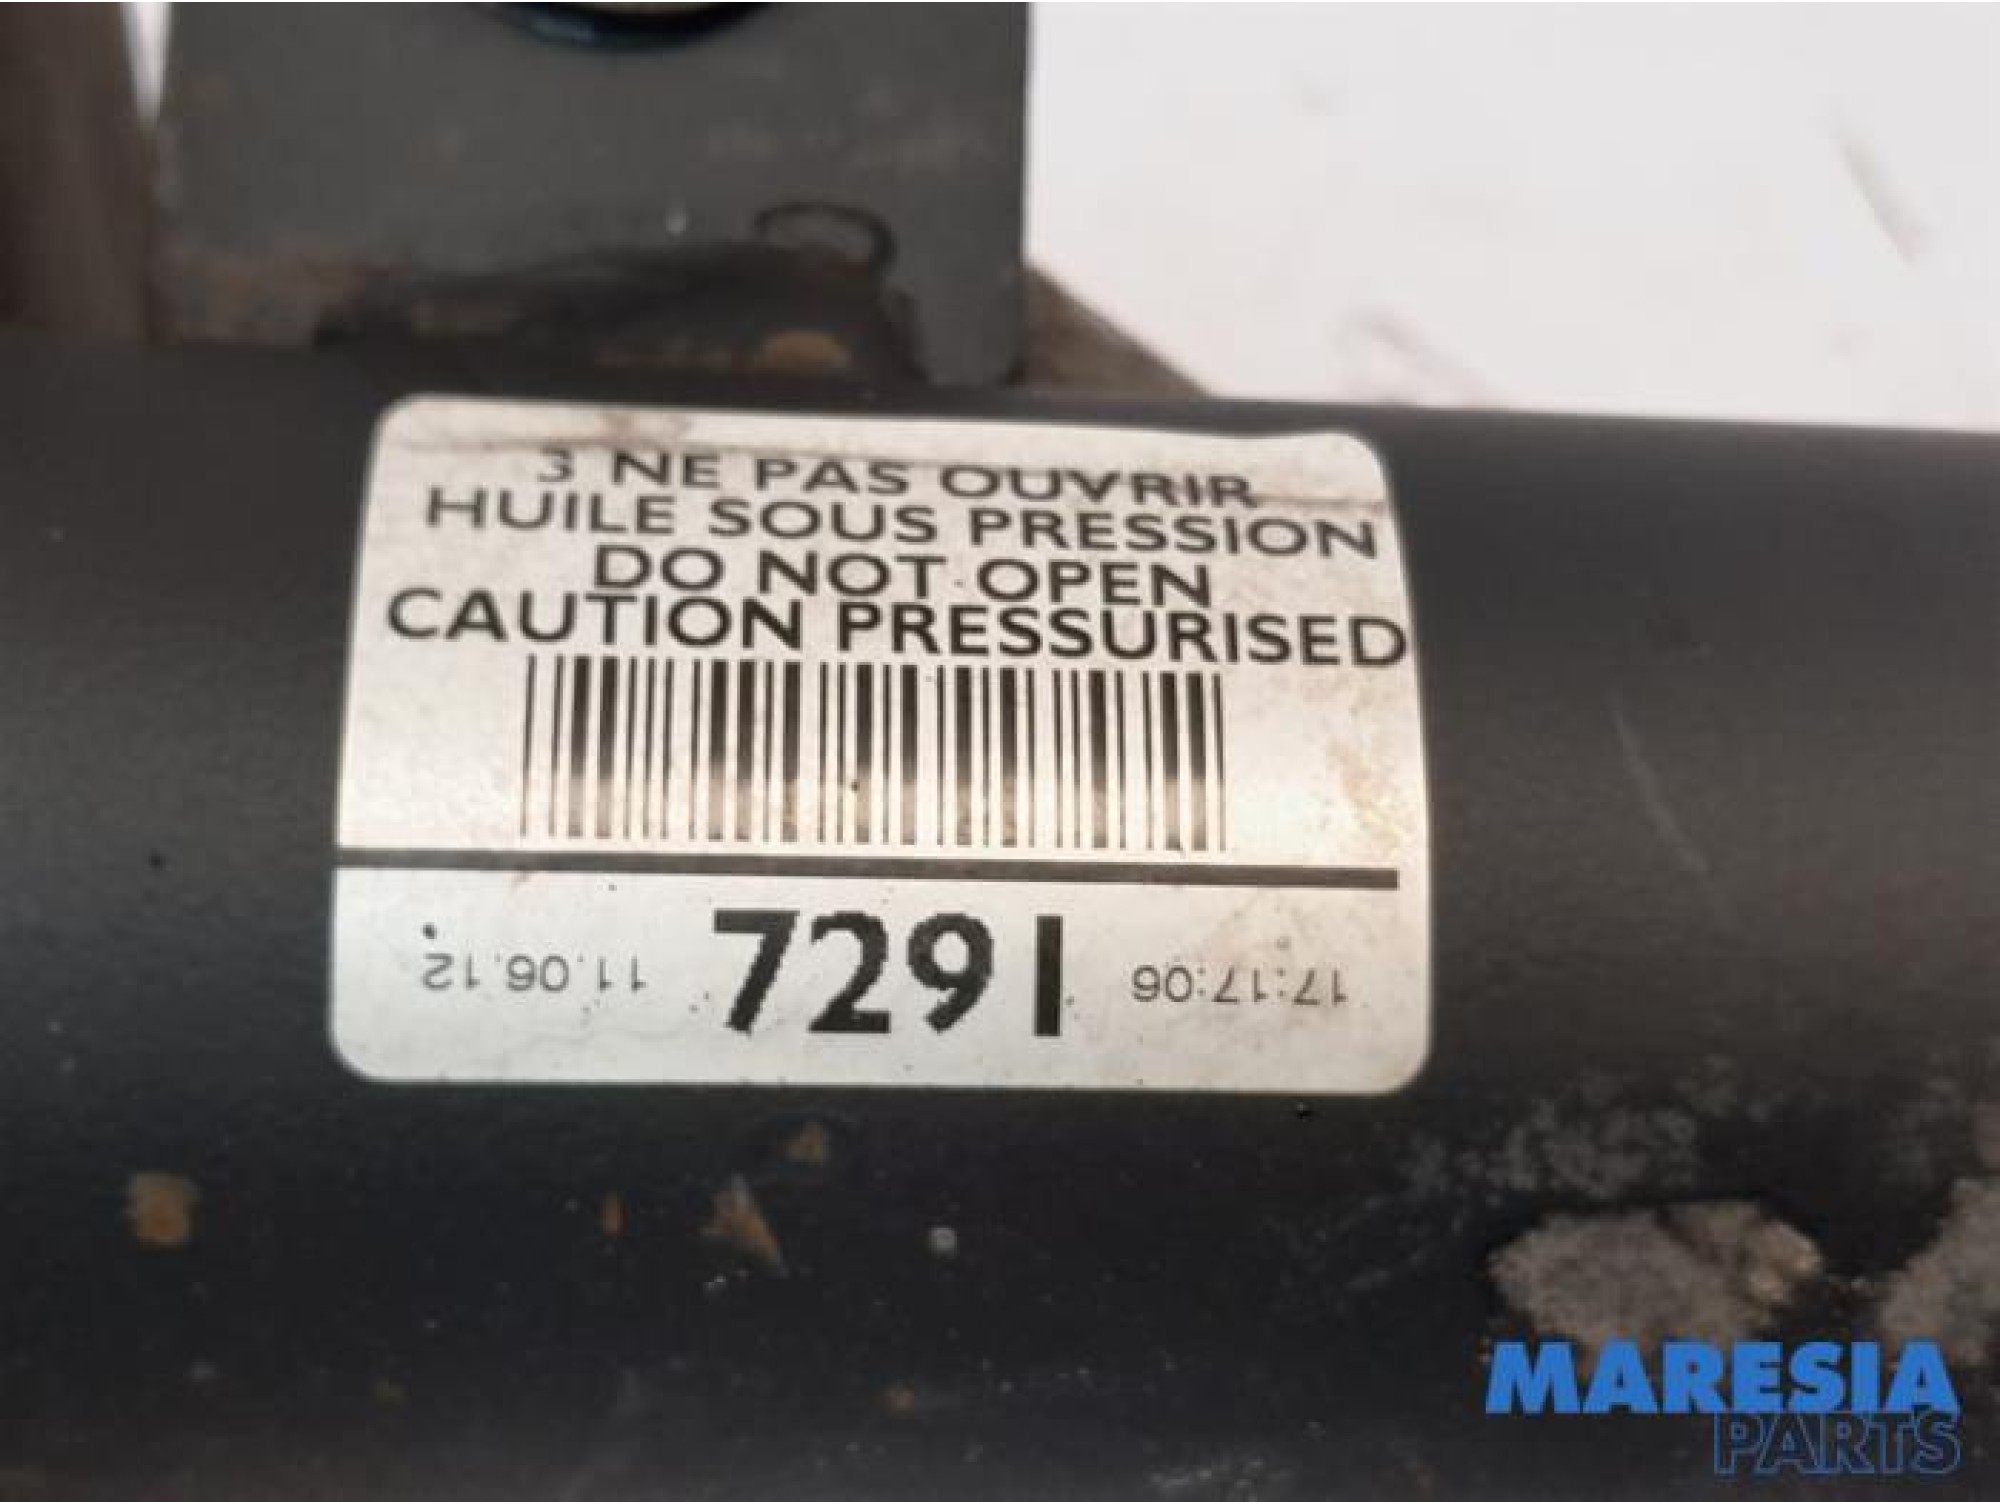 3 NE PAS OUVRIR
HUILE SOUS PRESSION
DO NOT OPEN
CAUTION PRESSURISED
11.06.12 7291 17:17:06
MARESIA
PARTS